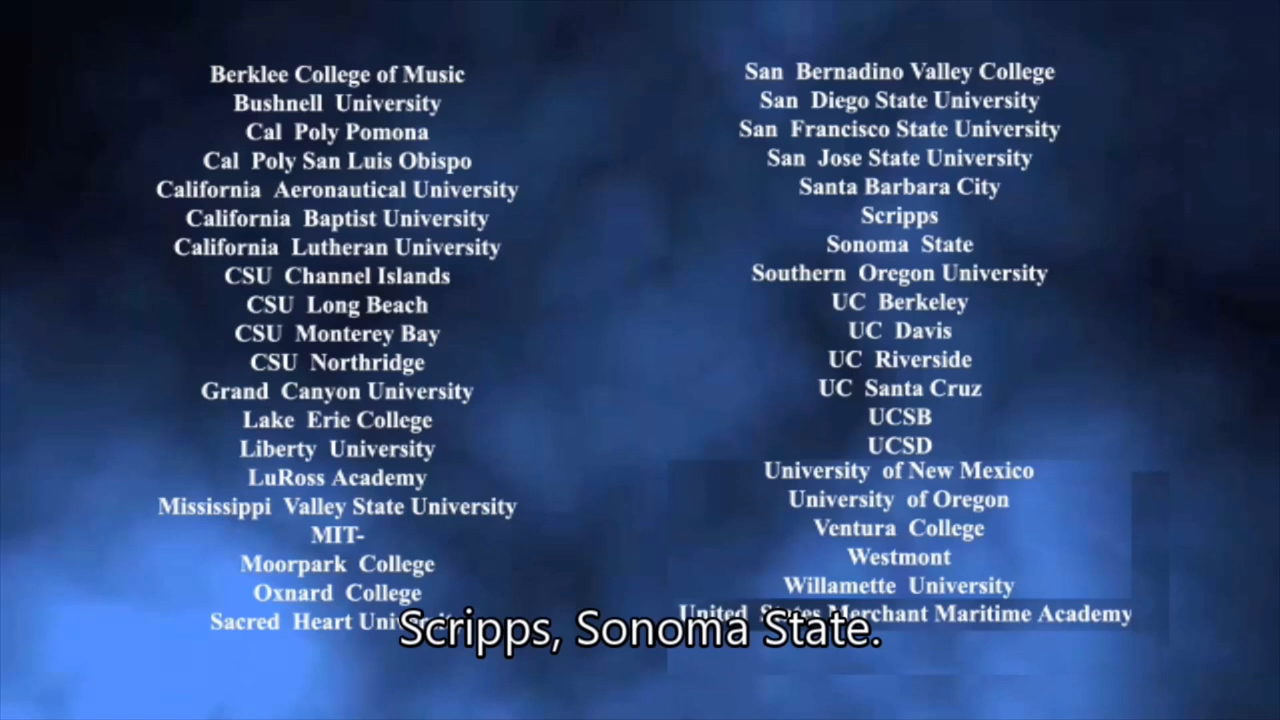 Berklee College of Music
Bushnell University
Cal Poly Pomona
Cal Poly San Luis Obispo
California Aeronautical University
California Baptist University
California Lutheran University
CSU Channel Islands
CSU Long Beach
CSU Monterey Bay
CSU Northridge
Grand Canyon University
Lake Erie College
Liberty University
LuRoss Academy
Mississippi Valley State University
MIT-
Moorpark College
Oxnard College
Sacred Heart University
San Bernadino Valley College
San Diego State University
San Francisco State University
San Jose State University
Santa Barbara City
Scripps
Sonoma State
Southern Oregon University
UC Berkeley
UC Davis
UC Riverside
UC Santa Cruz
UCSB
UCSD
University of New Mexico
University of Oregon
Ventura College
Westmont
Willamette University
United States Merchant Maritime Academy
Scripps, Sonoma State.